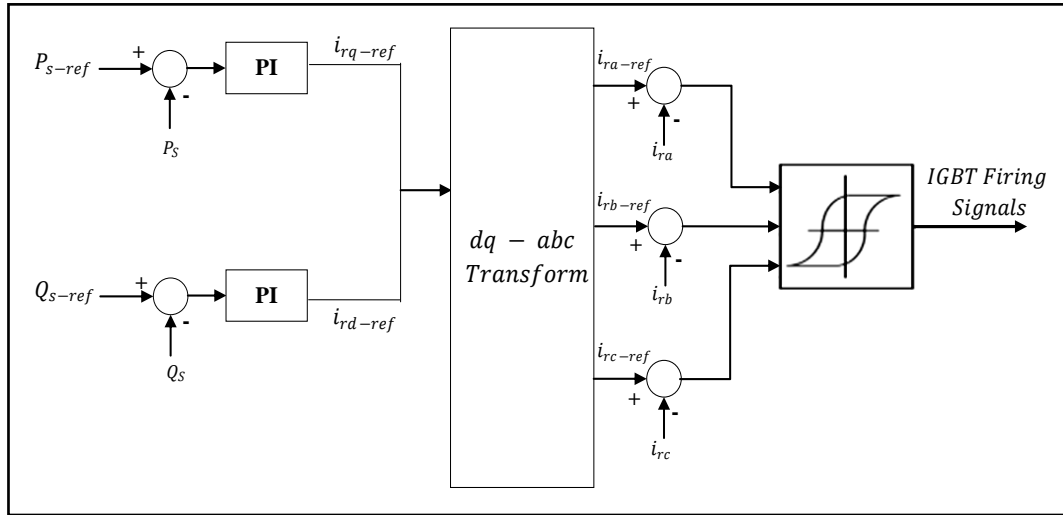 P_{s-ref}
+
-
P_S
PI
i_{rq-ref}
Q_{s-ref}
+
-
Q_S
PI
i_{rd-ref}
dq - abc
Transform
i_{ra-ref}
+
-
i_{ra}
i_{rb-ref}
+
-
i_{rb}
i_{rc-ref}
+
-
i_{rc}
IGBT Firing
Signals